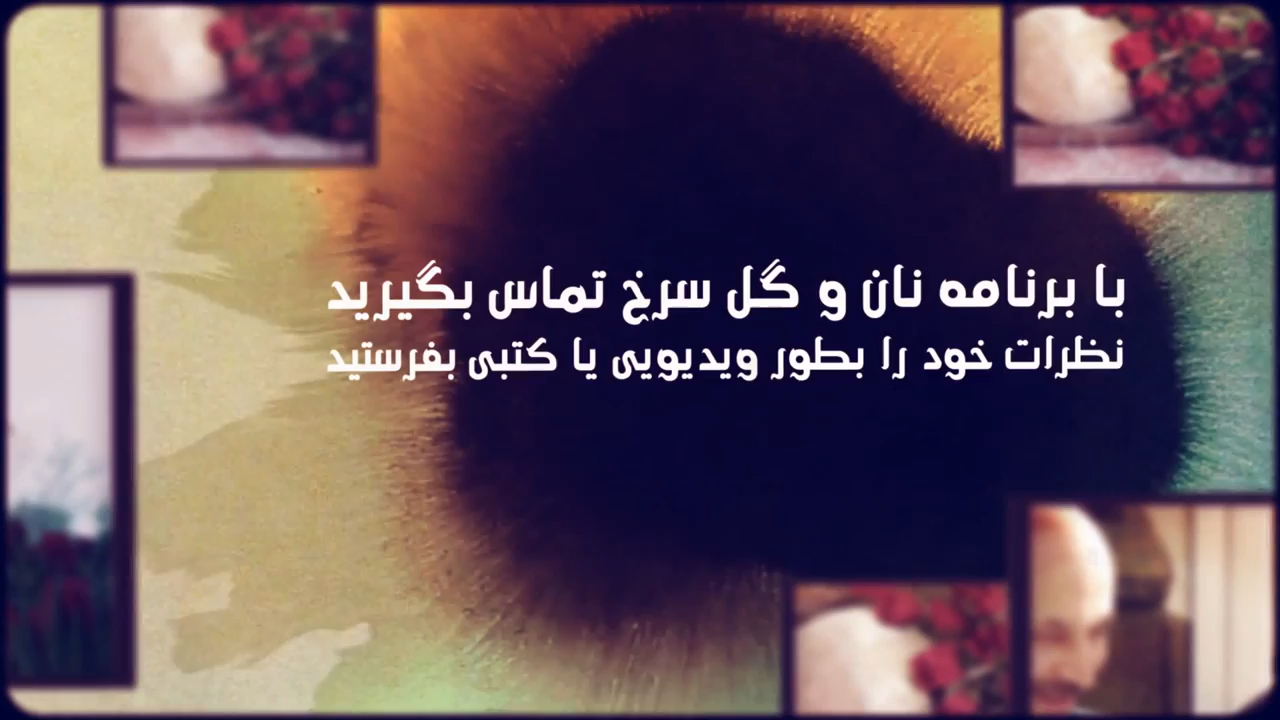 با برنامه نان و گل سرخ تماس بگیرید
نظرات خود را بطور ویدیویی یا کتبی بفرستید